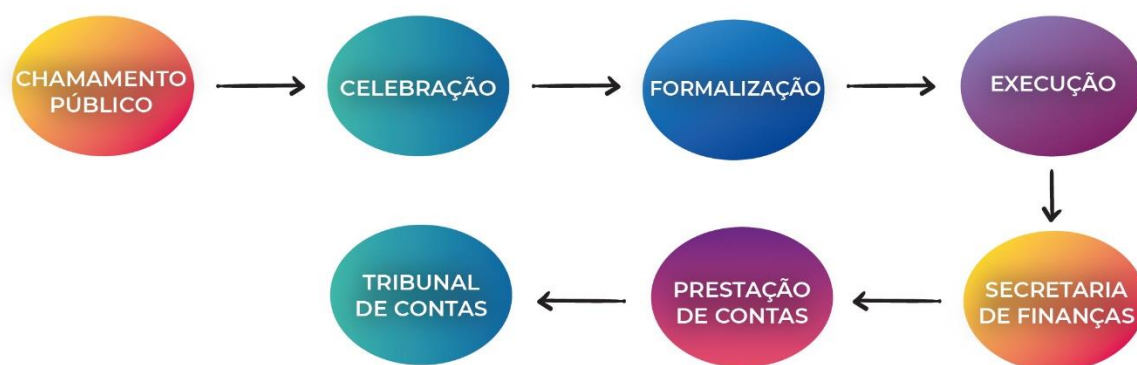 CHAMAMENTO
PÚBLICO
CELEBRAÇÃO
FORMALIZAÇÃO
EXECUÇÃO
SECRETARIA
DE FINANÇAS
PRESTAÇÃO
DE CONTAS
TRIBUNAL
DE CONTAS